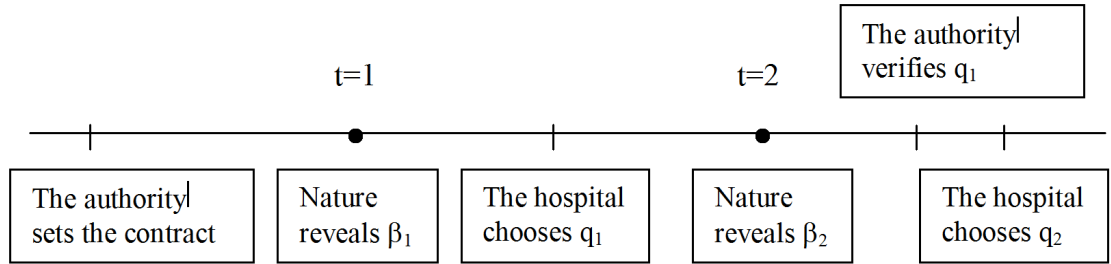 The authority
verifies q₁
t=1
t=2
The authority
sets the contract
Nature
reveals β₁
The hospital
chooses q₁
Nature
reveals β₂
The hospital
chooses q₂